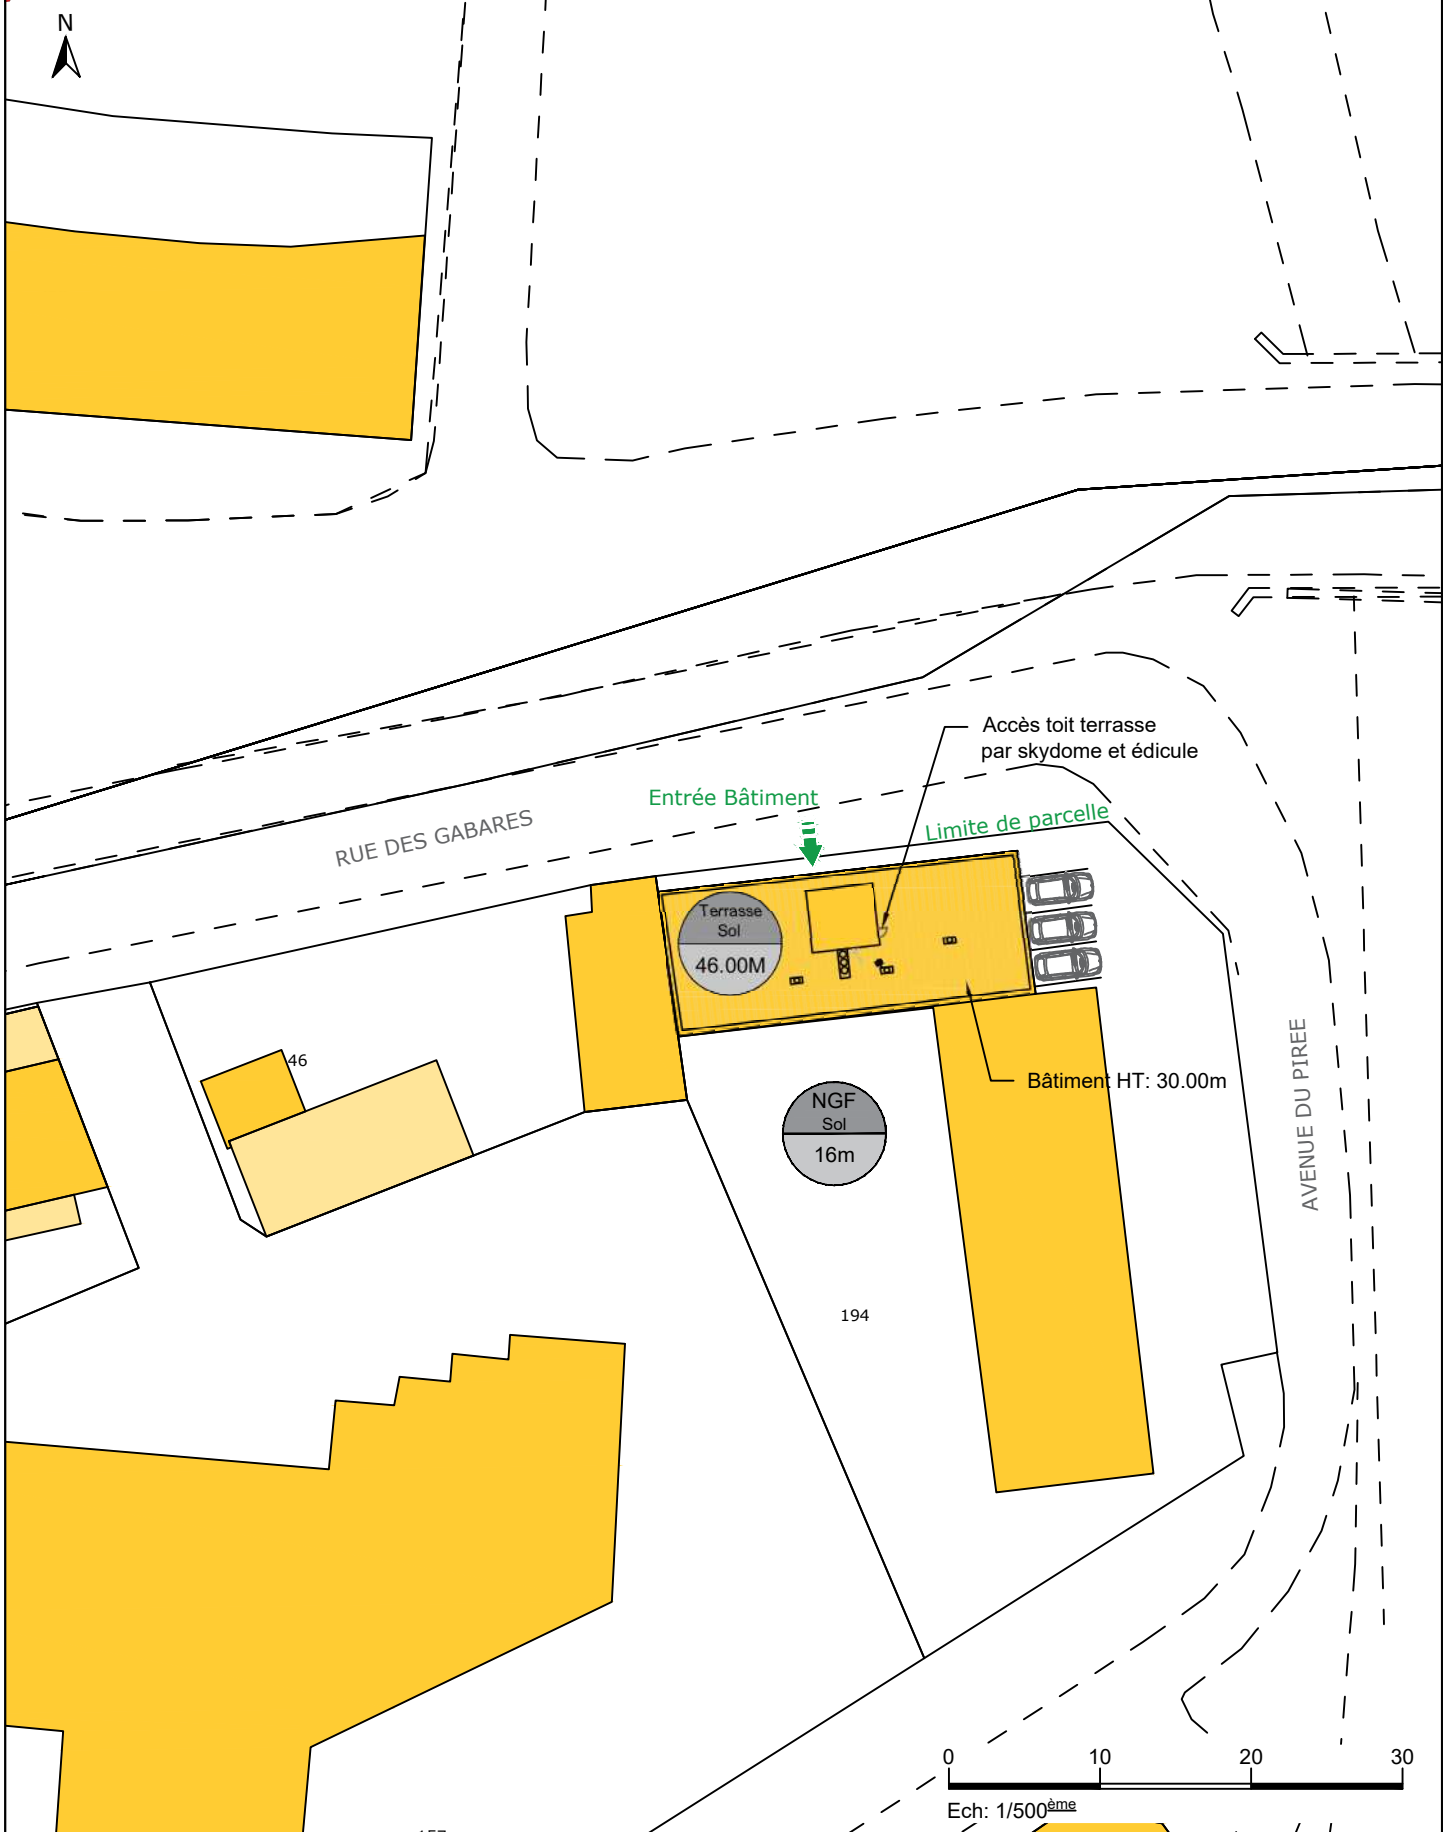 N
Accès toit terrasse
par skydome et édicule
Entrée Bâtiment
Limite de parcelle
RUE DES GABARES
Terrasse
Sol
46.00M
46
Bâtiment HT: 30.00m
NGF
Sol
16m
AVENUE DU PIREE
194
0 10 20 30
Ech: 1/500ème